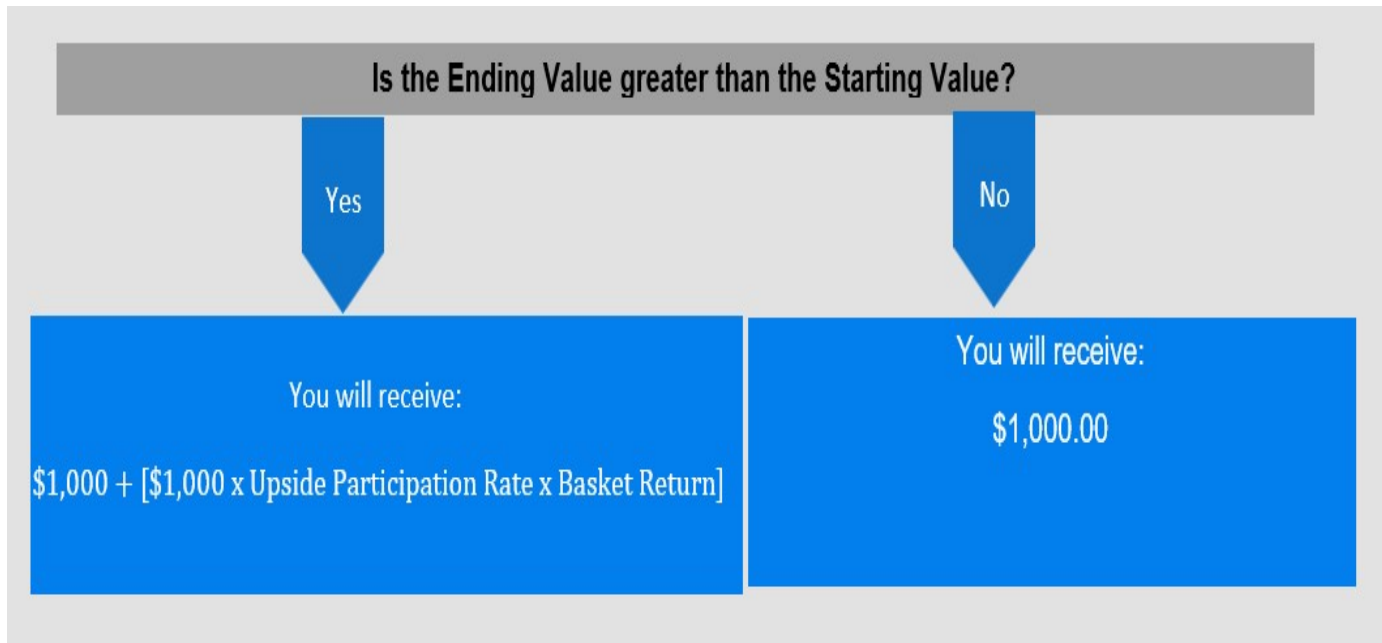 Is the Ending Value greater than the Starting Value?
Yes
No
You will receive:
$1,000 + [$1,000 x Upside Participation Rate x Basket Return]
You will receive:
$1,000.00